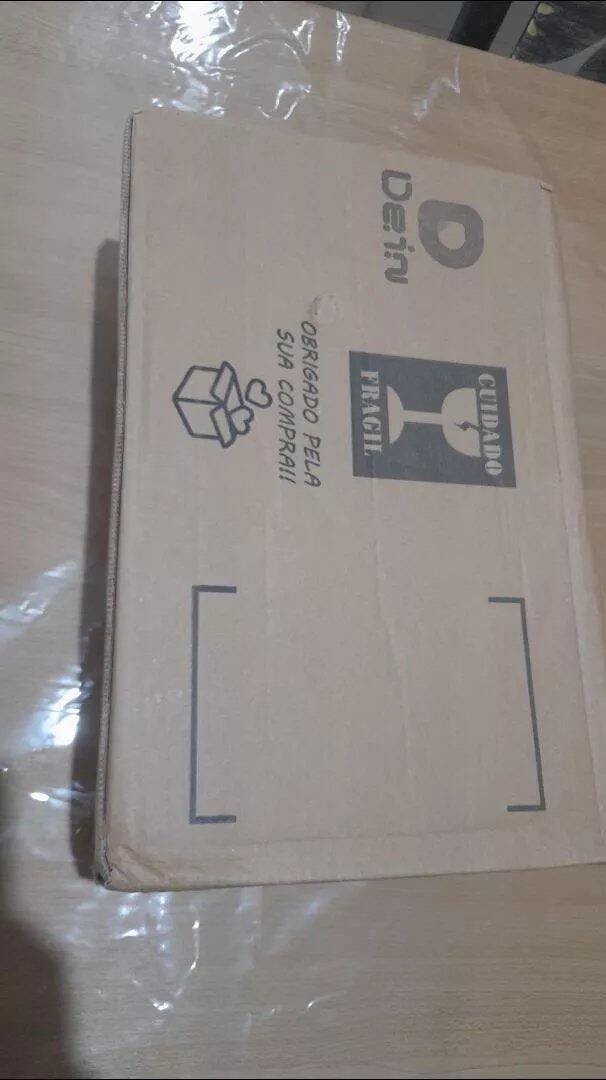 Dein
CUIDADO
FRÁGIL
OBRIGADO PELA
SUA COMPRA!!